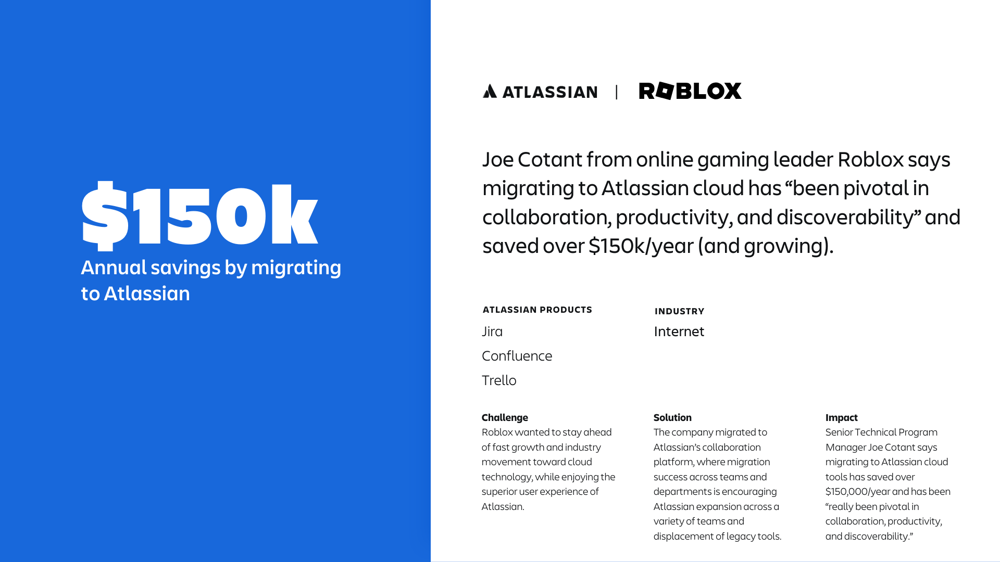 $150k
Annual savings by migrating
to Atlassian
ATLASSIAN | ROBLOX
Joe Cotant from online gaming leader Roblox says
migrating to Atlassian cloud has “been pivotal in
collaboration, productivity, and discoverability” and
saved over $150k/year (and growing).
ATLASSIAN PRODUCTS
Jira
Confluence
Trello
INDUSTRY
Internet
Challenge
Roblox wanted to stay ahead
of fast growth and industry
movement toward cloud
technology, while enjoying the
superior user experience of
Atlassian.
Solution
The company migrated to
Atlassian’s collaboration
platform, where migration
success across teams and
departments is encouraging
Atlassian expansion across a
variety of teams and
displacement of legacy tools.
Impact
Senior Technical Program
Manager Joe Cotant says
migrating to Atlassian cloud
tools has saved over
$150,000/year and has been
“really been pivotal in
collaboration, productivity,
and discoverability.”